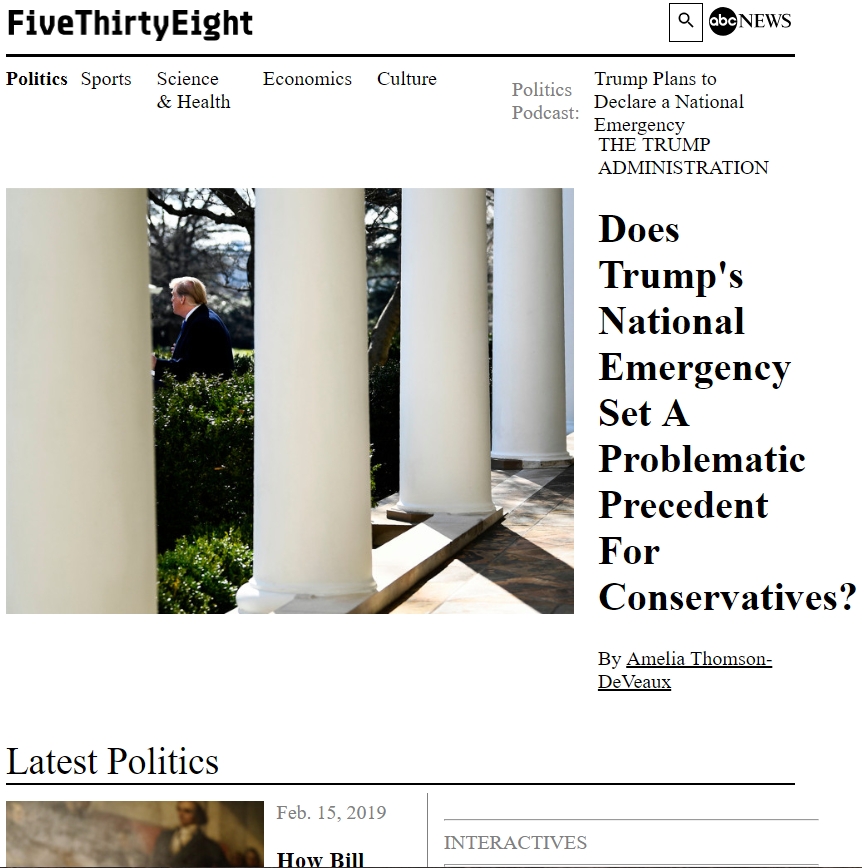 FiveThirtyEight
abc NEWS
Politics Sports Science Economics Culture
& Health
Politics
Podcast:
Trump Plans to
Declare a National
Emergency
THE TRUMP
ADMINISTRATION
Does
Trump's
National
Emergency
Set A
Problematic
Precedent
For
Conservatives?
By Amelia Thomson-
DeVeaux
Latest Politics
Feb. 15, 2019
How Bill
INTERACTIVES